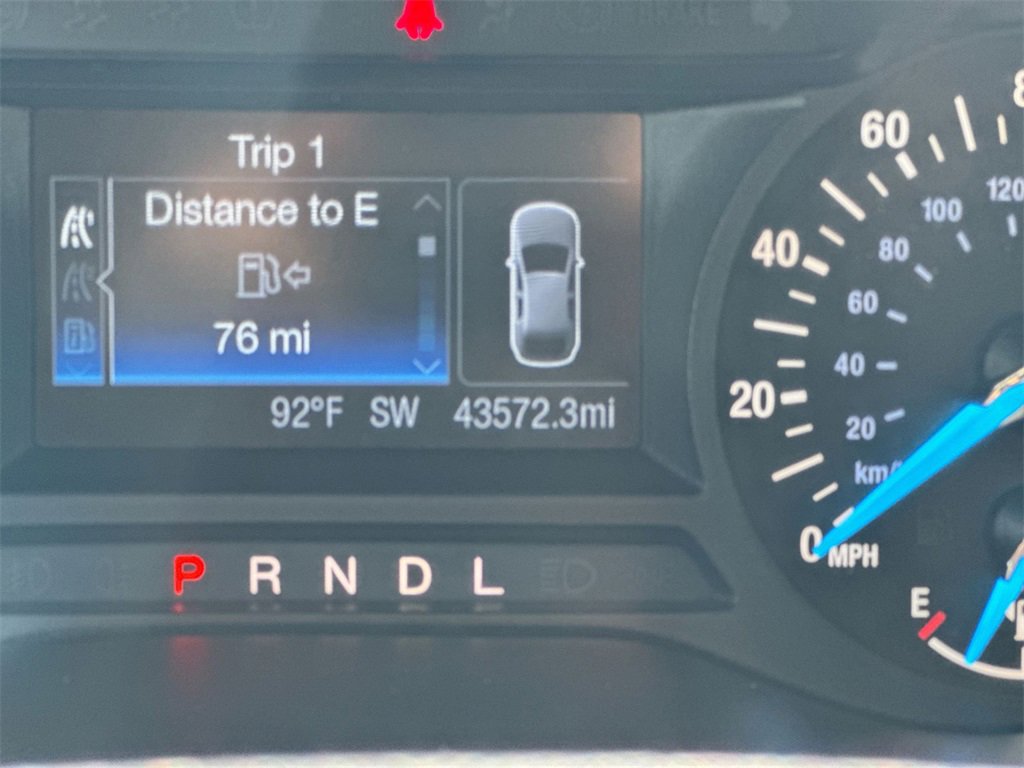 Trip 1
Distance to E
76 mi
92°F SW 43572.3mi
P R N D L
0 20 40 60
MPH
20 40 60 80 100 120
km/
E